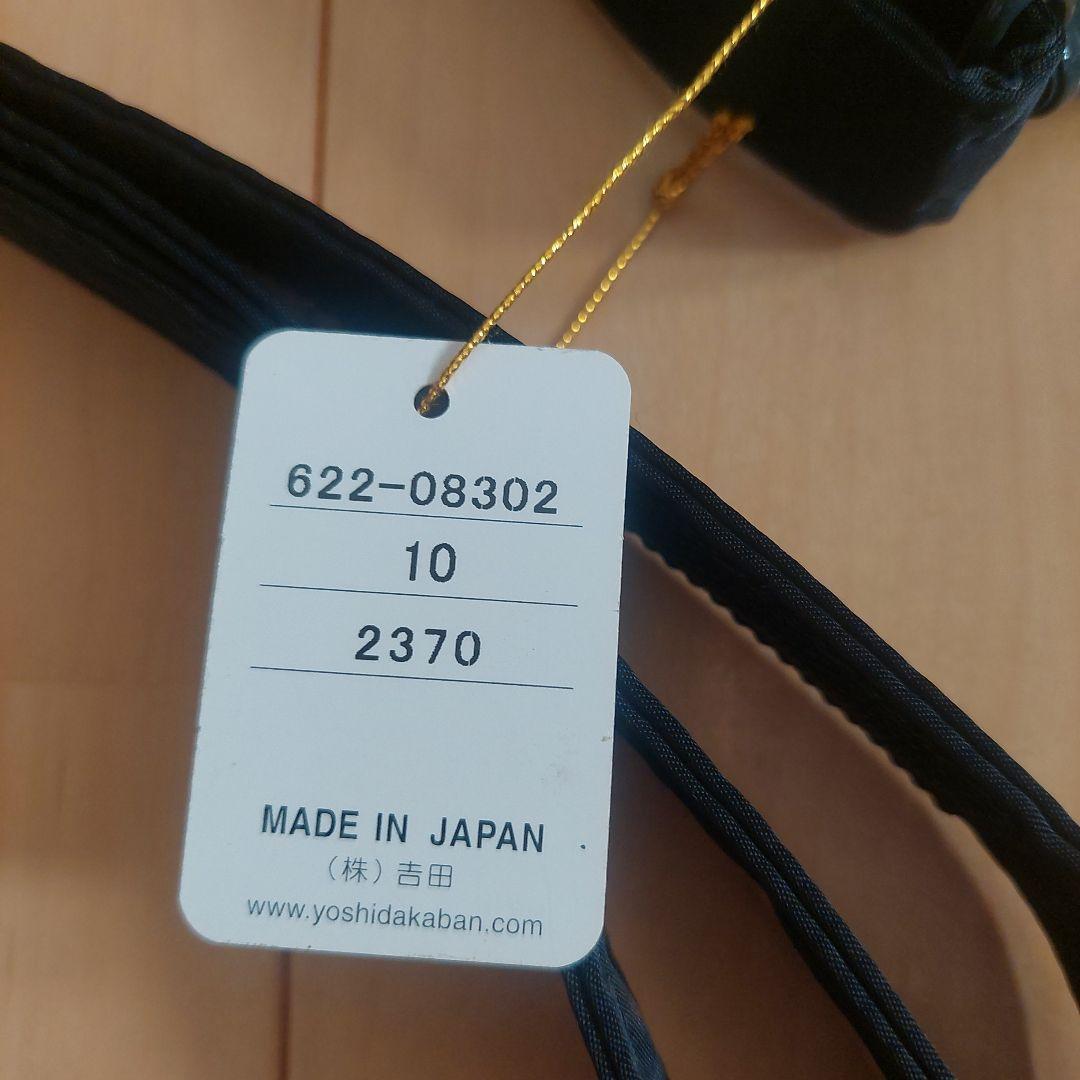 622-08302
10
2370
MADE IN JAPAN
(株)吉田
www.yoshidakaban.com